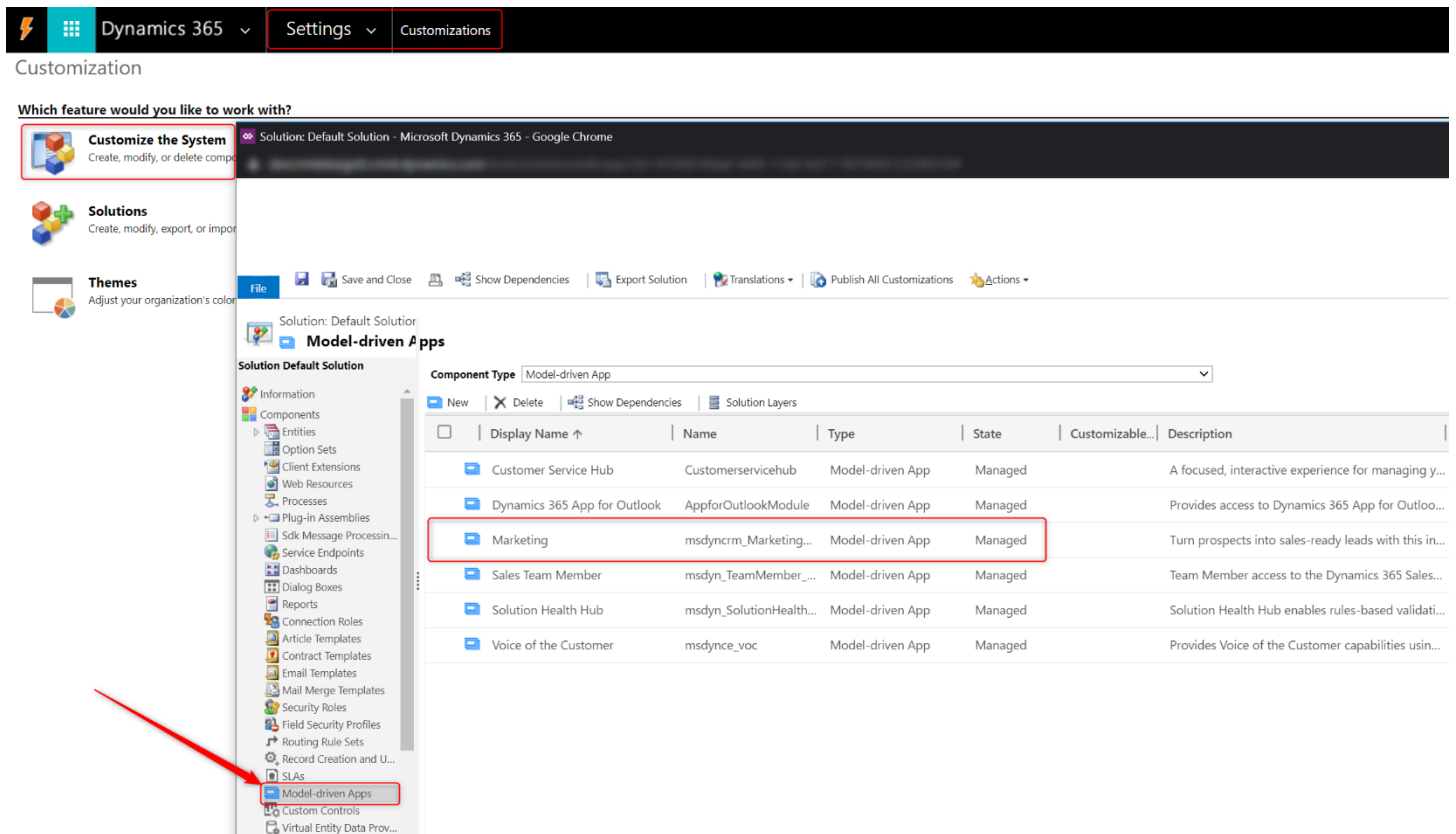 Dynamics 365 Settings Customizations
Customization
Which feature would you like to work with?
Customize the System
Create, modify, or delete compo
Solutions
Create, modify, export, or impor
Themes
Adjust your organization's color
Solution: Default Solution - Microsoft Dynamics 365 - Google Chrome
File Save and Close Show Dependencies Export Solution Translations Publish All Customizations Actions
Solution: Default Solution
Model-driven Apps
Solution Default Solution
Information
Components
Entities
Option Sets
Client Extensions
Web Resources
Processes
Plug-in Assemblies
Sdk Message Processin...
Service Endpoints
Dashboards
Dialog Boxes
Reports
Connection Roles
Article Templates
Contract Templates
Email Templates
Mail Merge Templates
Security Roles
Field Security Profiles
Routing Rule Sets
Record Creation and U...
SLAs
Model-driven Apps
Custom Controls
Virtual Entity Data Prov...
Component Type Model-driven App
New Delete Show Dependencies Solution Layers
Display Name ↑ Name Type State Customizable... Description
Customer Service Hub Customerservicehub Model-driven App Managed A focused, interactive experience for managing y...
Dynamics 365 App for Outlook AppforOutlookModule Model-driven App Managed Provides access to Dynamics 365 App for Outloo...
Marketing msdyncrm_Marketing... Model-driven App Managed Turn prospects into sales-ready leads with this in...
Sales Team Member msdyn_TeamMember_... Model-driven App Managed Team Member access to the Dynamics 365 Sales...
Solution Health Hub msdyn_SolutionHealth... Model-driven App Managed Solution Health Hub enables rules-based validati...
Voice of the Customer msdynce_voc Model-driven App Managed Provides Voice of the Customer capabilities usin...